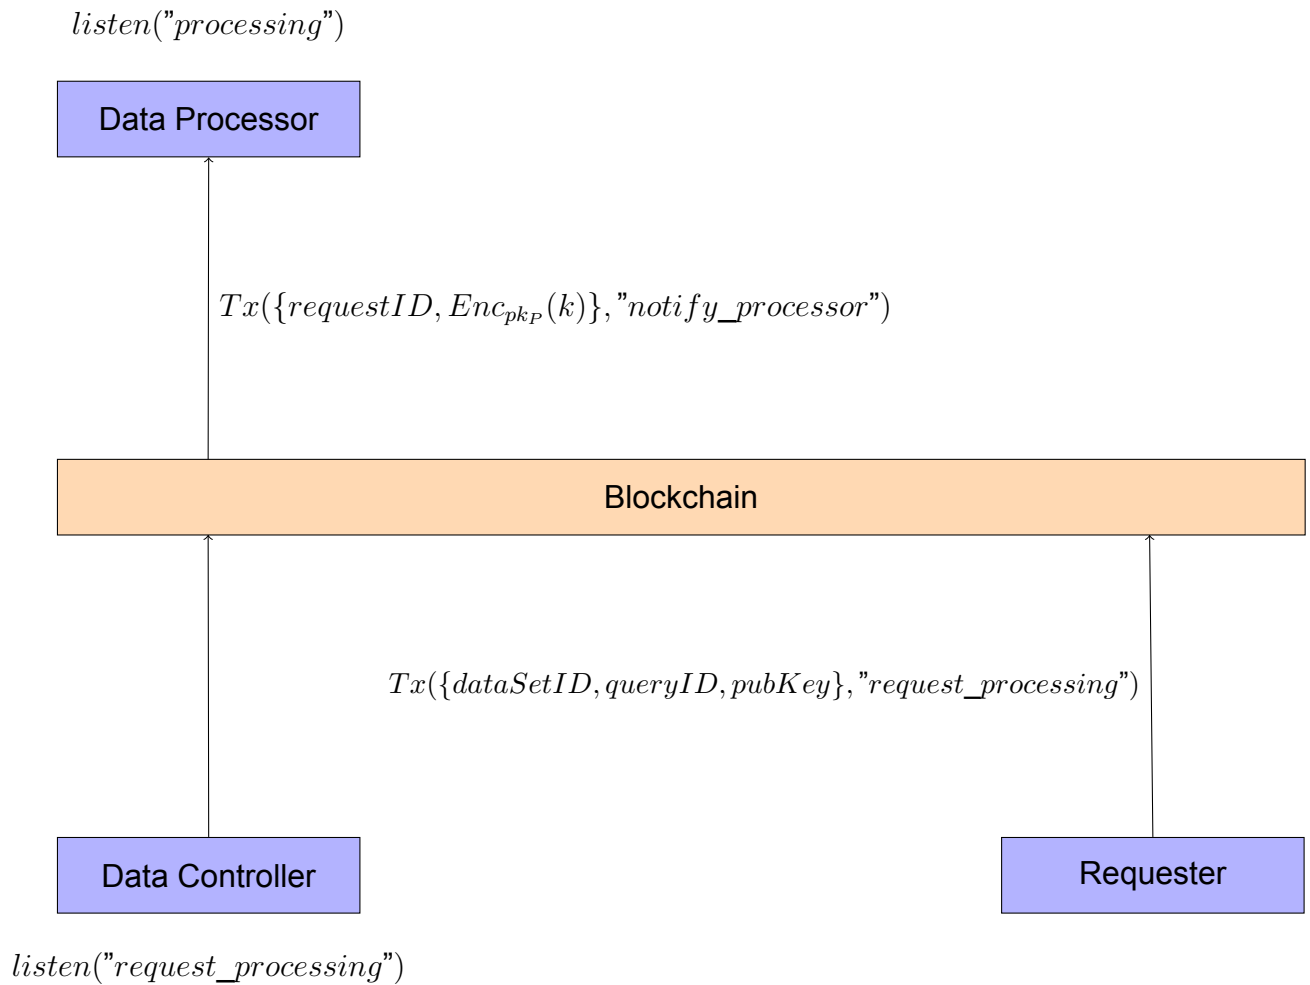 listen("processing")
Data Processor
Tx({requestID, Enc_{pk_P}(k)}, "notify_processor")
Blockchain
Tx({dataSetID, queryID, pubKey}, "request_processing")
Data Controller
Requester
listen("request_processing")